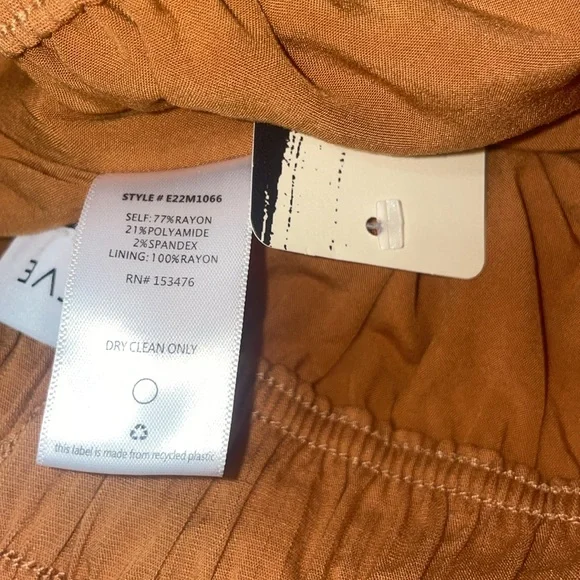 STYLE # E22M1066
SELF: 77%RAYON
21%POLYAMIDE
2%SPANDEX
LINING: 100%RAYON
RN# 153476
DRY CLEAN ONLY
this label is made from recycled plastic